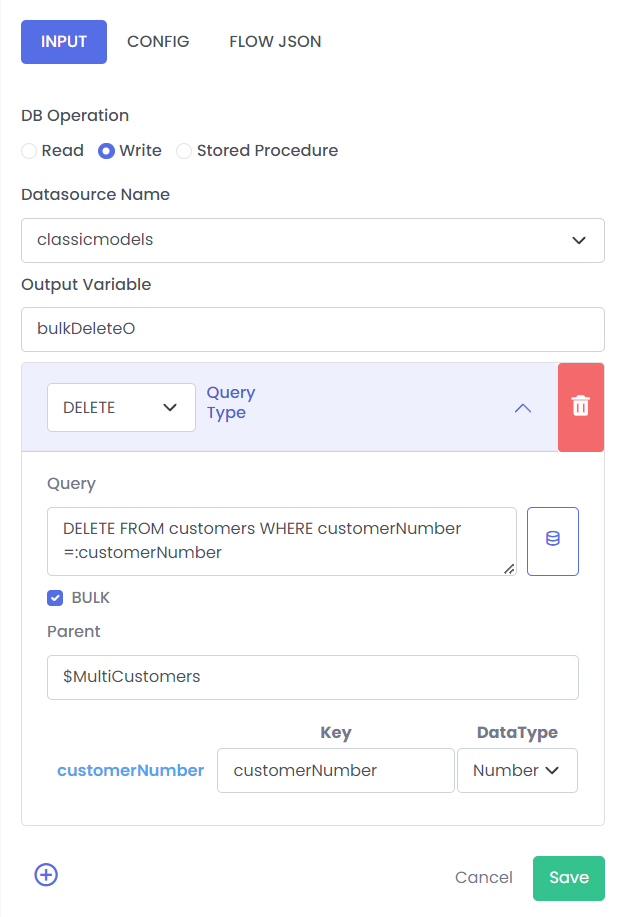 INPUT CONFIG FLOW JSON
DB Operation
Read Write Stored Procedure
Datasource Name
classicmodels
Output Variable
bulkDeleteO
DELETE
Query
Type
Query
DELETE FROM customers WHERE customerNumber
=:customerNumber
BULK
Parent
$MultiCustomers
Key DataType
customerNumber customerNumber Number
Cancel Save